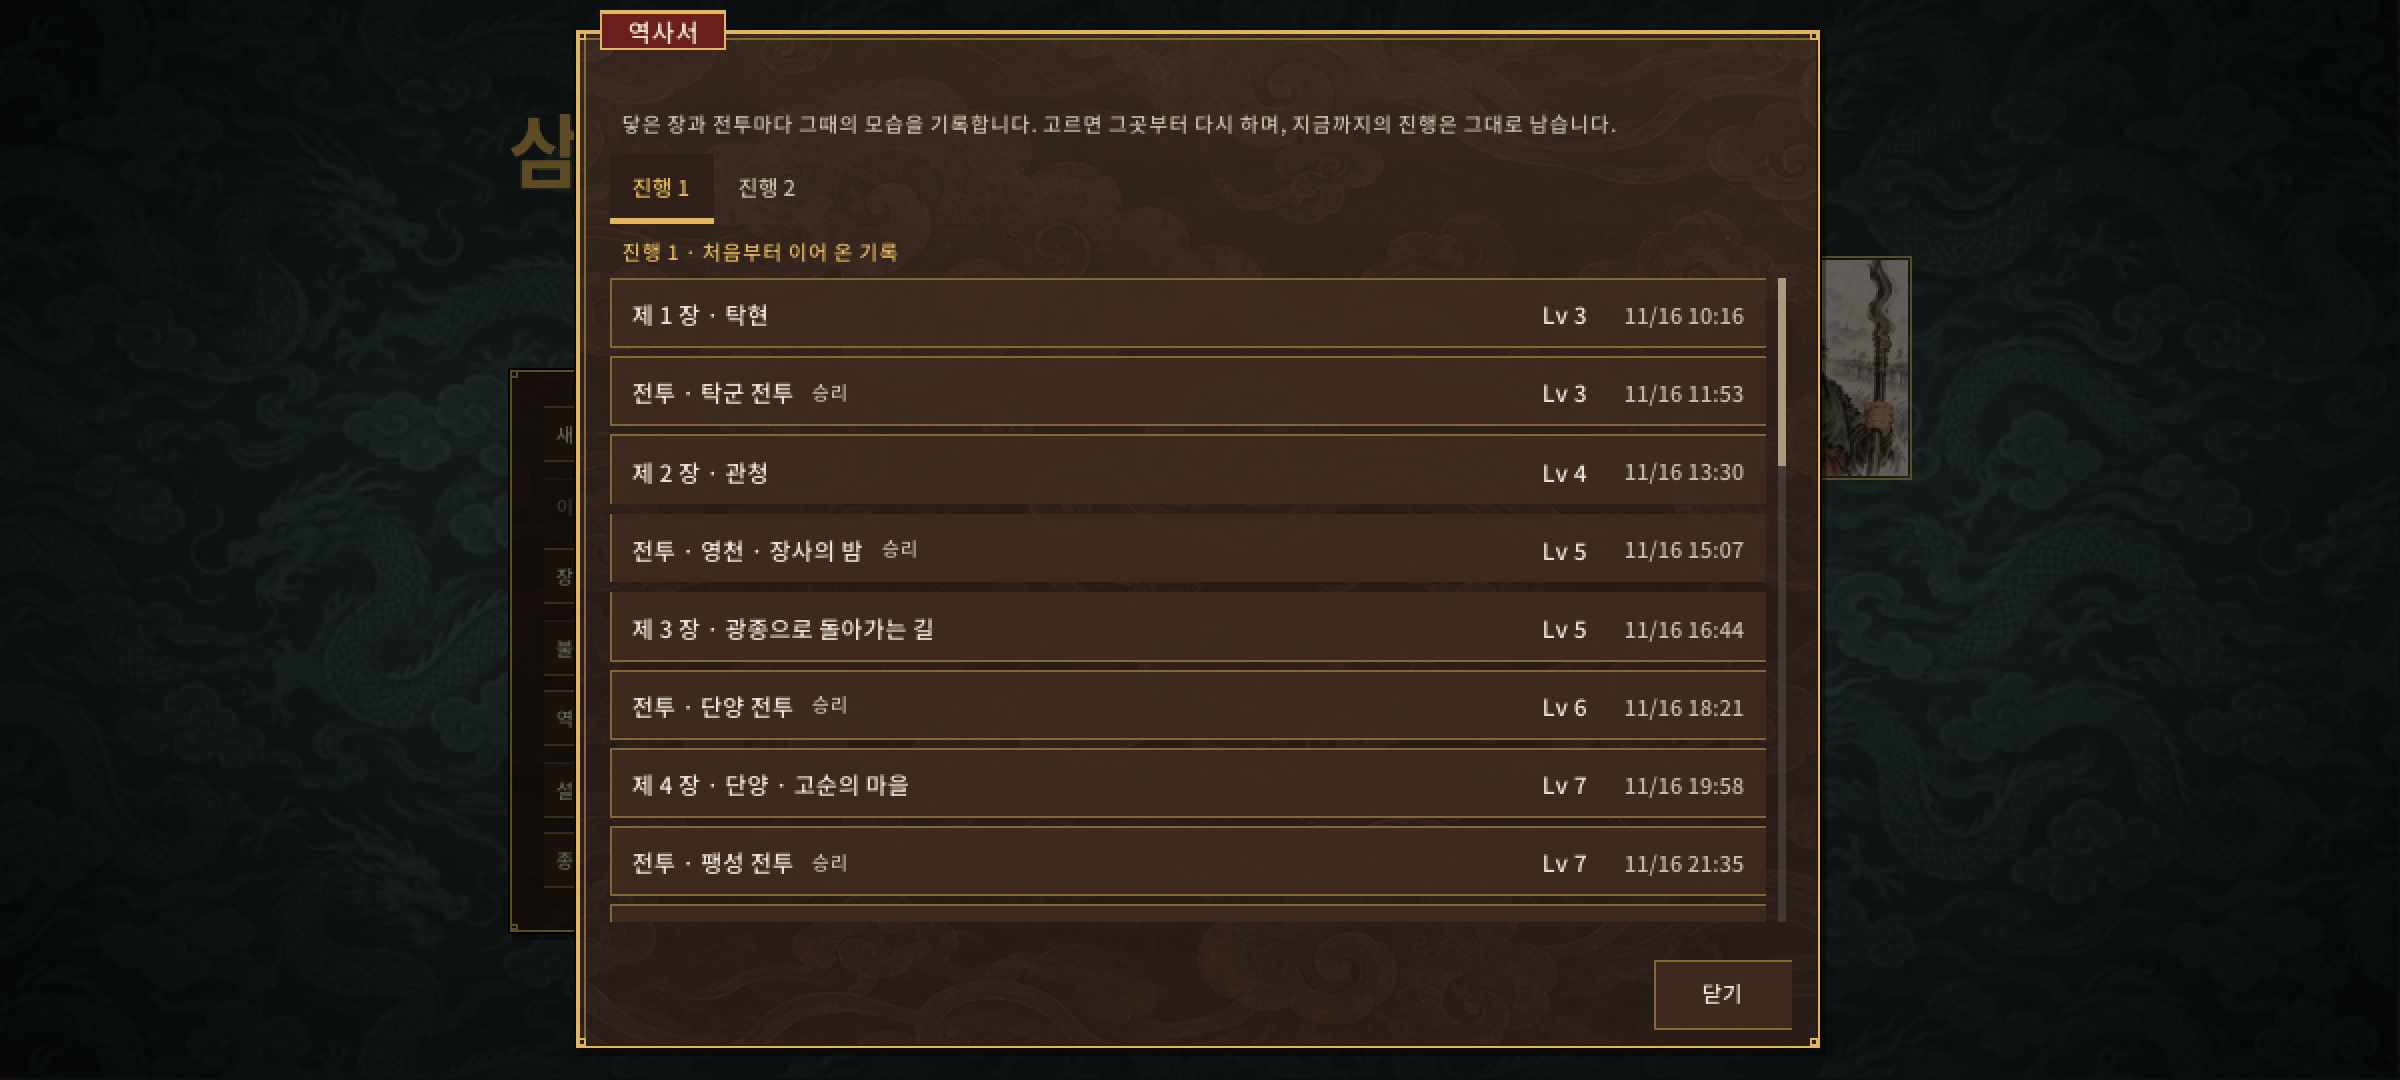 역사서
삼
닿은 장과 전투마다 그때의 모습을 기록합니다. 고르면 그곳부터 다시 하며, 지금까지의 진행은 그대로 남습니다.
진행 1 진행 2
진행 1 · 처음부터 이어 온 기록
제 1 장 · 탁현 Lv 3 11/16 10:16
전투 · 탁군 전투 승리 Lv 3 11/16 11:53
새
제 2 장 · 관청 Lv 4 11/16 13:30
이
전투 · 영천 · 장사의 밤 승리 Lv 5 11/16 15:07
장
제 3 장 · 광종으로 돌아가는 길 Lv 5 11/16 16:44
불
전투 · 단양 전투 승리 Lv 6 11/16 18:21
역
제 4 장 · 단양 · 고순의 마을 Lv 7 11/16 19:58
설
전투 · 팽성 전투 승리 Lv 7 11/16 21:35
종
닫기